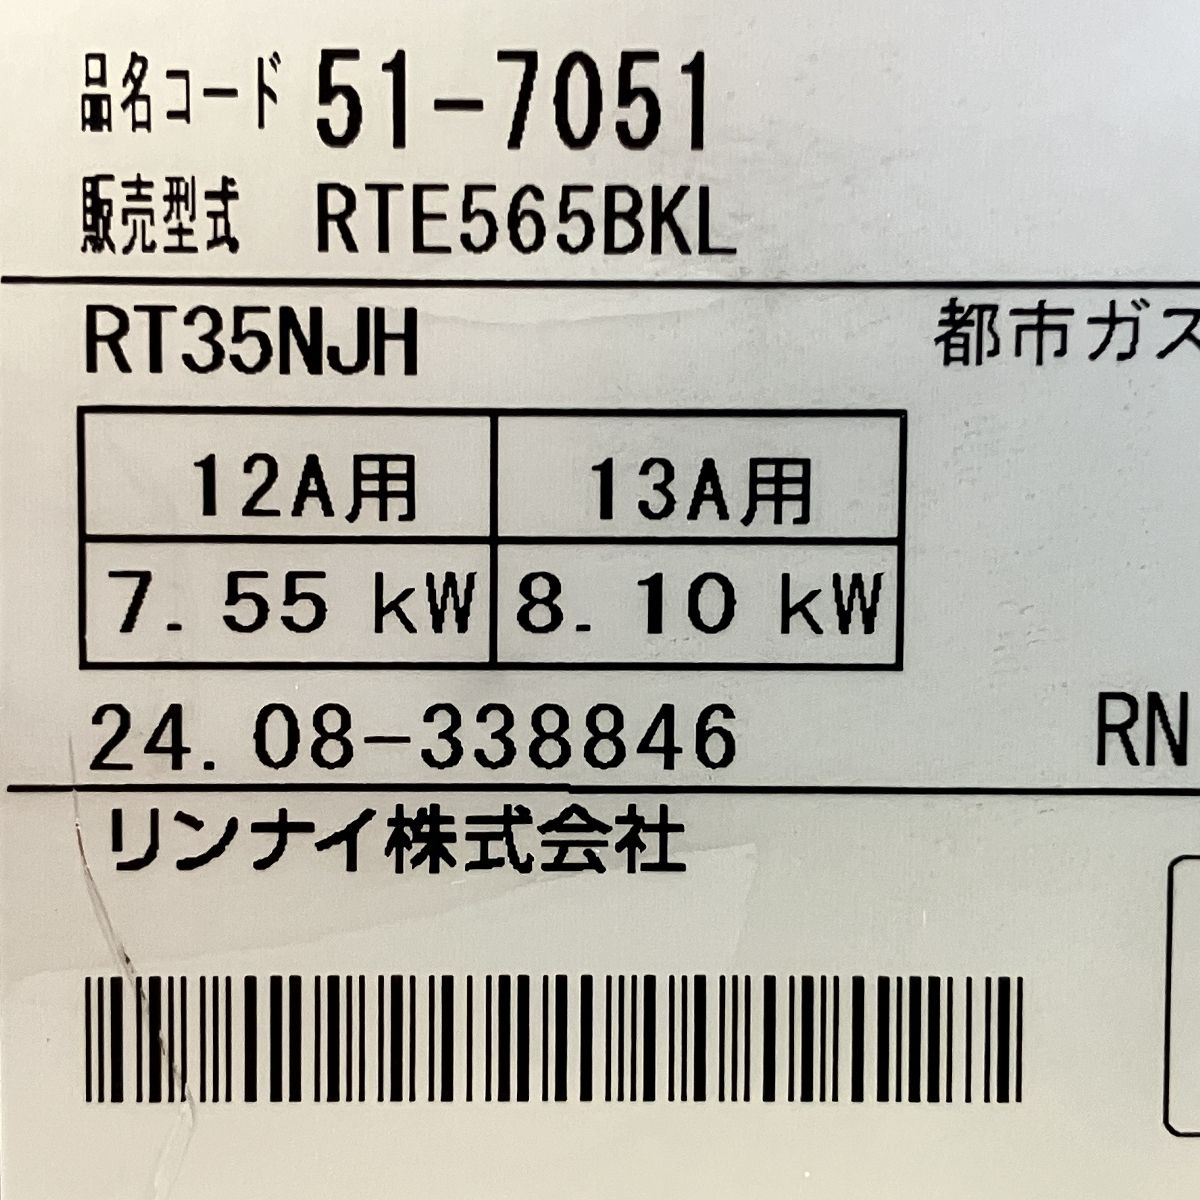 品名コード 51-7051
販売型式 RTE565BKL
RT35NJH 都市ガス
12A用 13A用
7.55 kW 8.10 kW
24.08-338846 RN
リンナイ株式会社